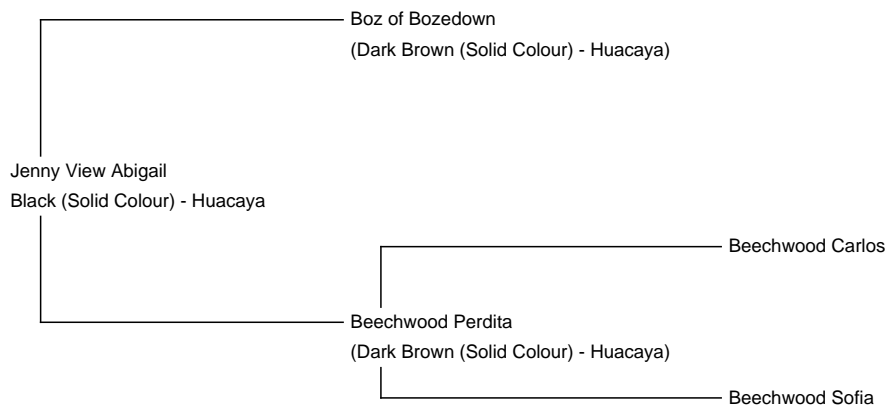 Boz of Bozedown
(Dark Brown (Solid Colour) - Huacaya)
Jenny View Abigail
Black (Solid Colour) - Huacaya
Beechwood Carlos
Beechwood Perdita
(Dark Brown (Solid Colour) - Huacaya)
Beechwood Sofia